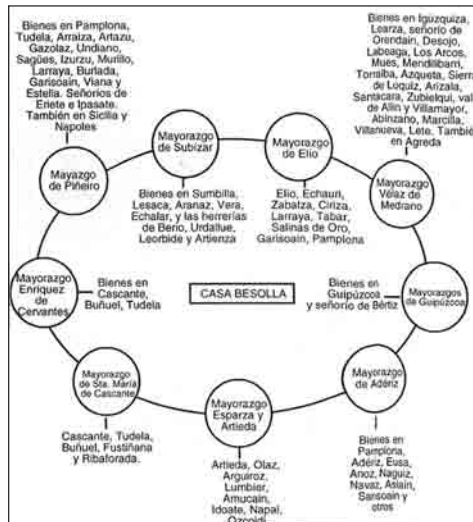 Bienes en Pamplona,
Tudela, Arraiza, Artazu,
Gazolaz, Undiano,
Sagües, Izurzu, Murillo,
Larraya, Burlada,
Garisoain, Viana y
Estella. Señorios de
Eriete e Ipasate.
También en Sicilia y
Napoles
Mayazgo
de Piñeiro
Mayorazgo
de Subizar
Bienes en Sumbilla,
Lesaca, Aranaz, Vera,
Echalar, y las herrerías
de Berio, Urdallue,
Leorbide y Artienza
Mayorazgo
de Elío
Elio, Echauri,
Zabalza, Ciriza,
Larraya, Tabar,
Salinas de Oro,
Garisoain, Pamplona
Bienes en Igúzquiza,
Learza, señorío de
Orendain, Desojo,
Labeaga, Los Arcos,
Mues, Mendilibarri,
Torralba, Azqueta, Sierra
de Loquiz, Arizala,
Santacara, Zubielqui, val
de Allin y Villamayor,
Abinzano, Marcilla,
Villanueva, Lete. También
en Agreda
Mayorazgo
Vélaz de
Medrano
Mayorazgo
Enriquez de
Cervantes
Bienes en
Cascante,
Buñuel, Tudela
CASA BESOLLA
Bienes en
Guipúzcoa
y señorio de Bértiz
Mayorazgos
de Guipúzcoa
Mayorazgo
de Sta. María
de Cascante
Cascante, Tudela,
Buñuel, Fustiñana
y Ribaforada.
Mayorazgo
Esparza y
Artieda
Artieda, Olaz,
Arguiroz,
Lumbier,
Amucain,
Idoate, Napal,
Ozcoidi
Mayorazgo
de Adériz
Bienes en
Pamplona,
Adériz, Eusa,
Anoz, Naguiz,
Navaz, Aslain,
Sansoain y
otros